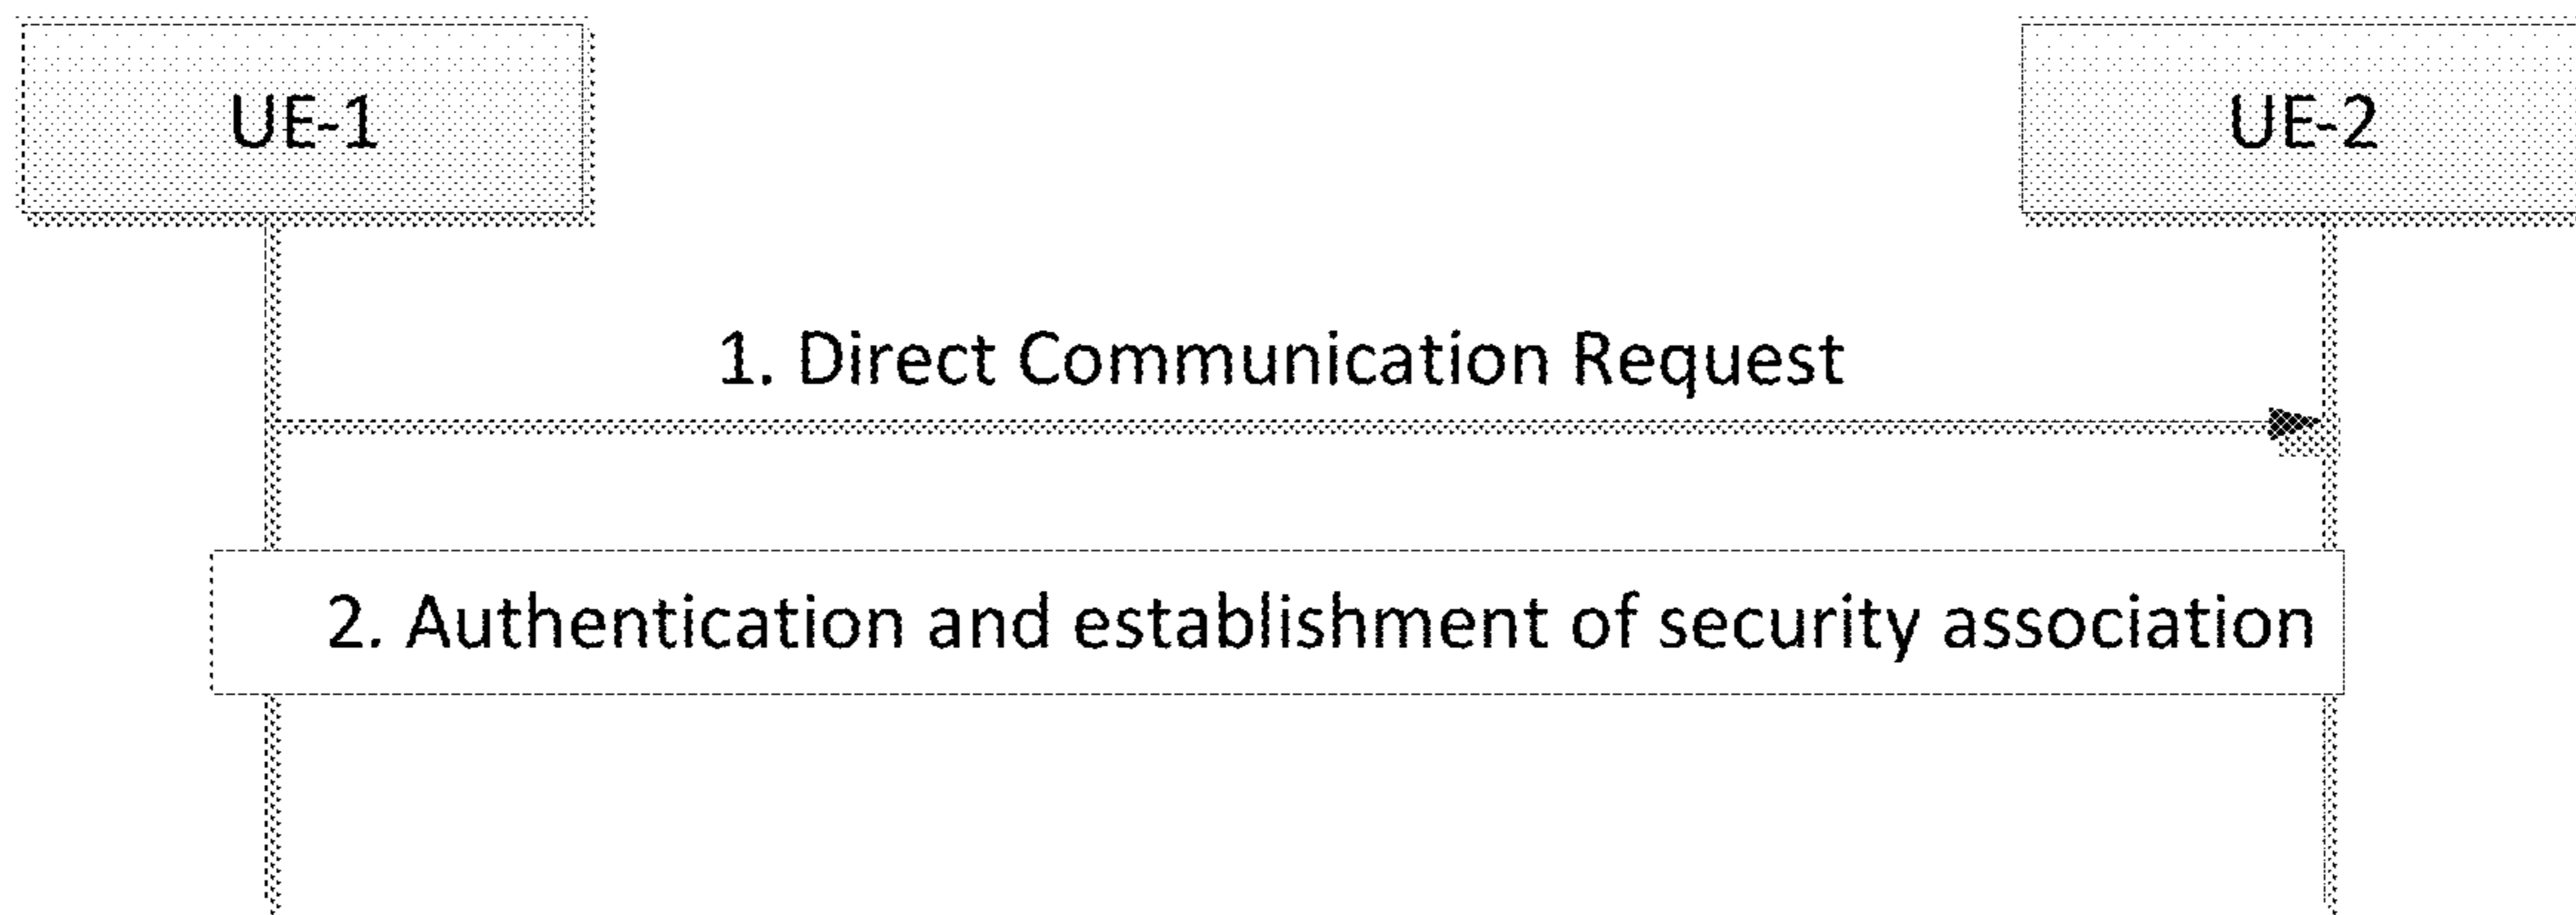 UE-1
UE-2
1. Direct Communication Request
2. Authentication and establishment of security association